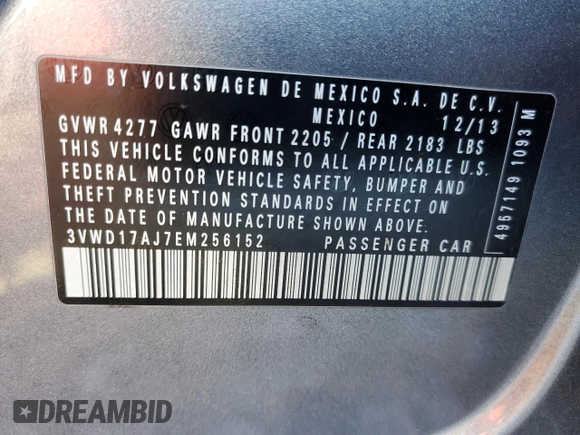 MFD BY VOLKSWAGEN DE MEXICO S.A. DE C.V.
MEXICO 12/13
GVWR 4277 GAWR FRONT 2205 / REAR 2183 LBS
THIS VEHICLE CONFORMS TO ALL APPLICABLE U.S.
FEDERAL MOTOR VEHICLE SAFETY, BUMPER AND
THEFT PREVENTION STANDARDS IN EFFECT ON
THE DATE OF MANUFACTURE SHOWN ABOVE.
3VWD17AJ7EM256152 PASSENGER CAR
4957149 1093 M
DREAMBID